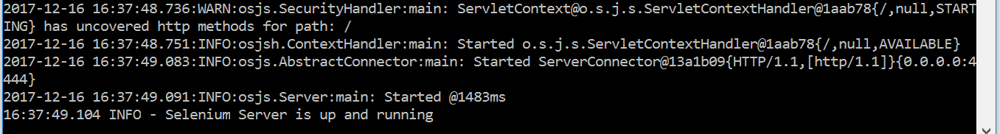 2017-12-16 16:37:48.736:WARN:osjs.SecurityHandler:main: ServletContext@o.s.j.s.ServletContextHandler@1aab78{/,null,START
ING} has uncovered http methods for path: /
2017-12-16 16:37:48.751:INFO:osjsh.ContextHandler:main: Started o.s.j.s.ServletContextHandler@1aab78{/,null,AVAILABLE}
2017-12-16 16:37:49.083:INFO:osjs.AbstractConnector:main: Started ServerConnector@13a1b09{HTTP/1.1,[http/1.1]}{0.0.0.0:4
444}
2017-12-16 16:37:49.091:INFO:osjs.Server:main: Started @1483ms
16:37:49.104 INFO - Selenium Server is up and running